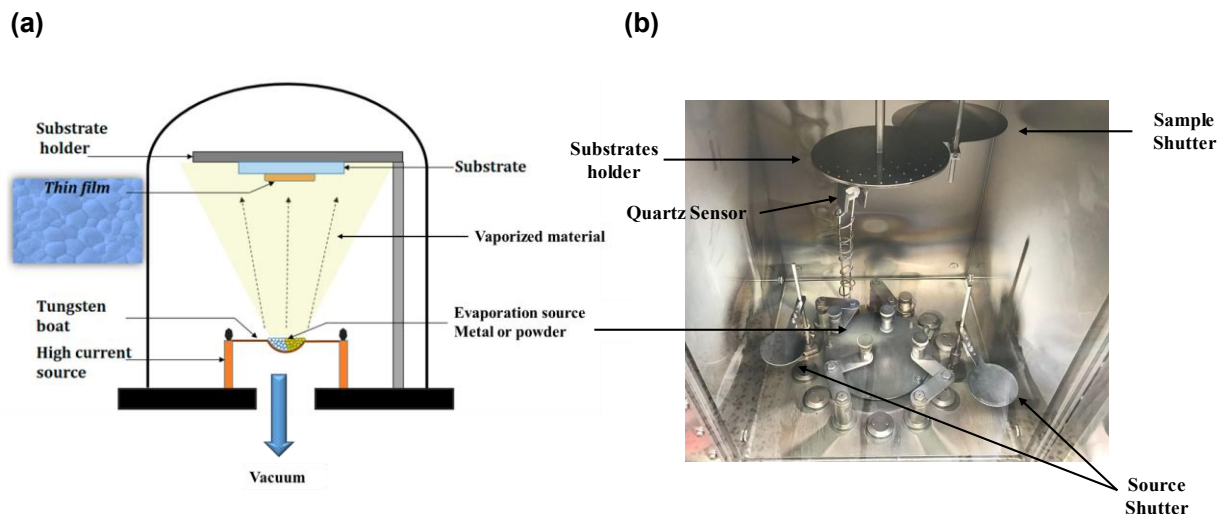 (a)
Substrate
holder
Thin film
Substrate
Vaporized material
Tungsten
boat
High current
source
Evaporation source
Metal or powder
Vacuum
(b)
Sample
Shutter
Substrates
holder
Quartz Sensor
Source
Shutter